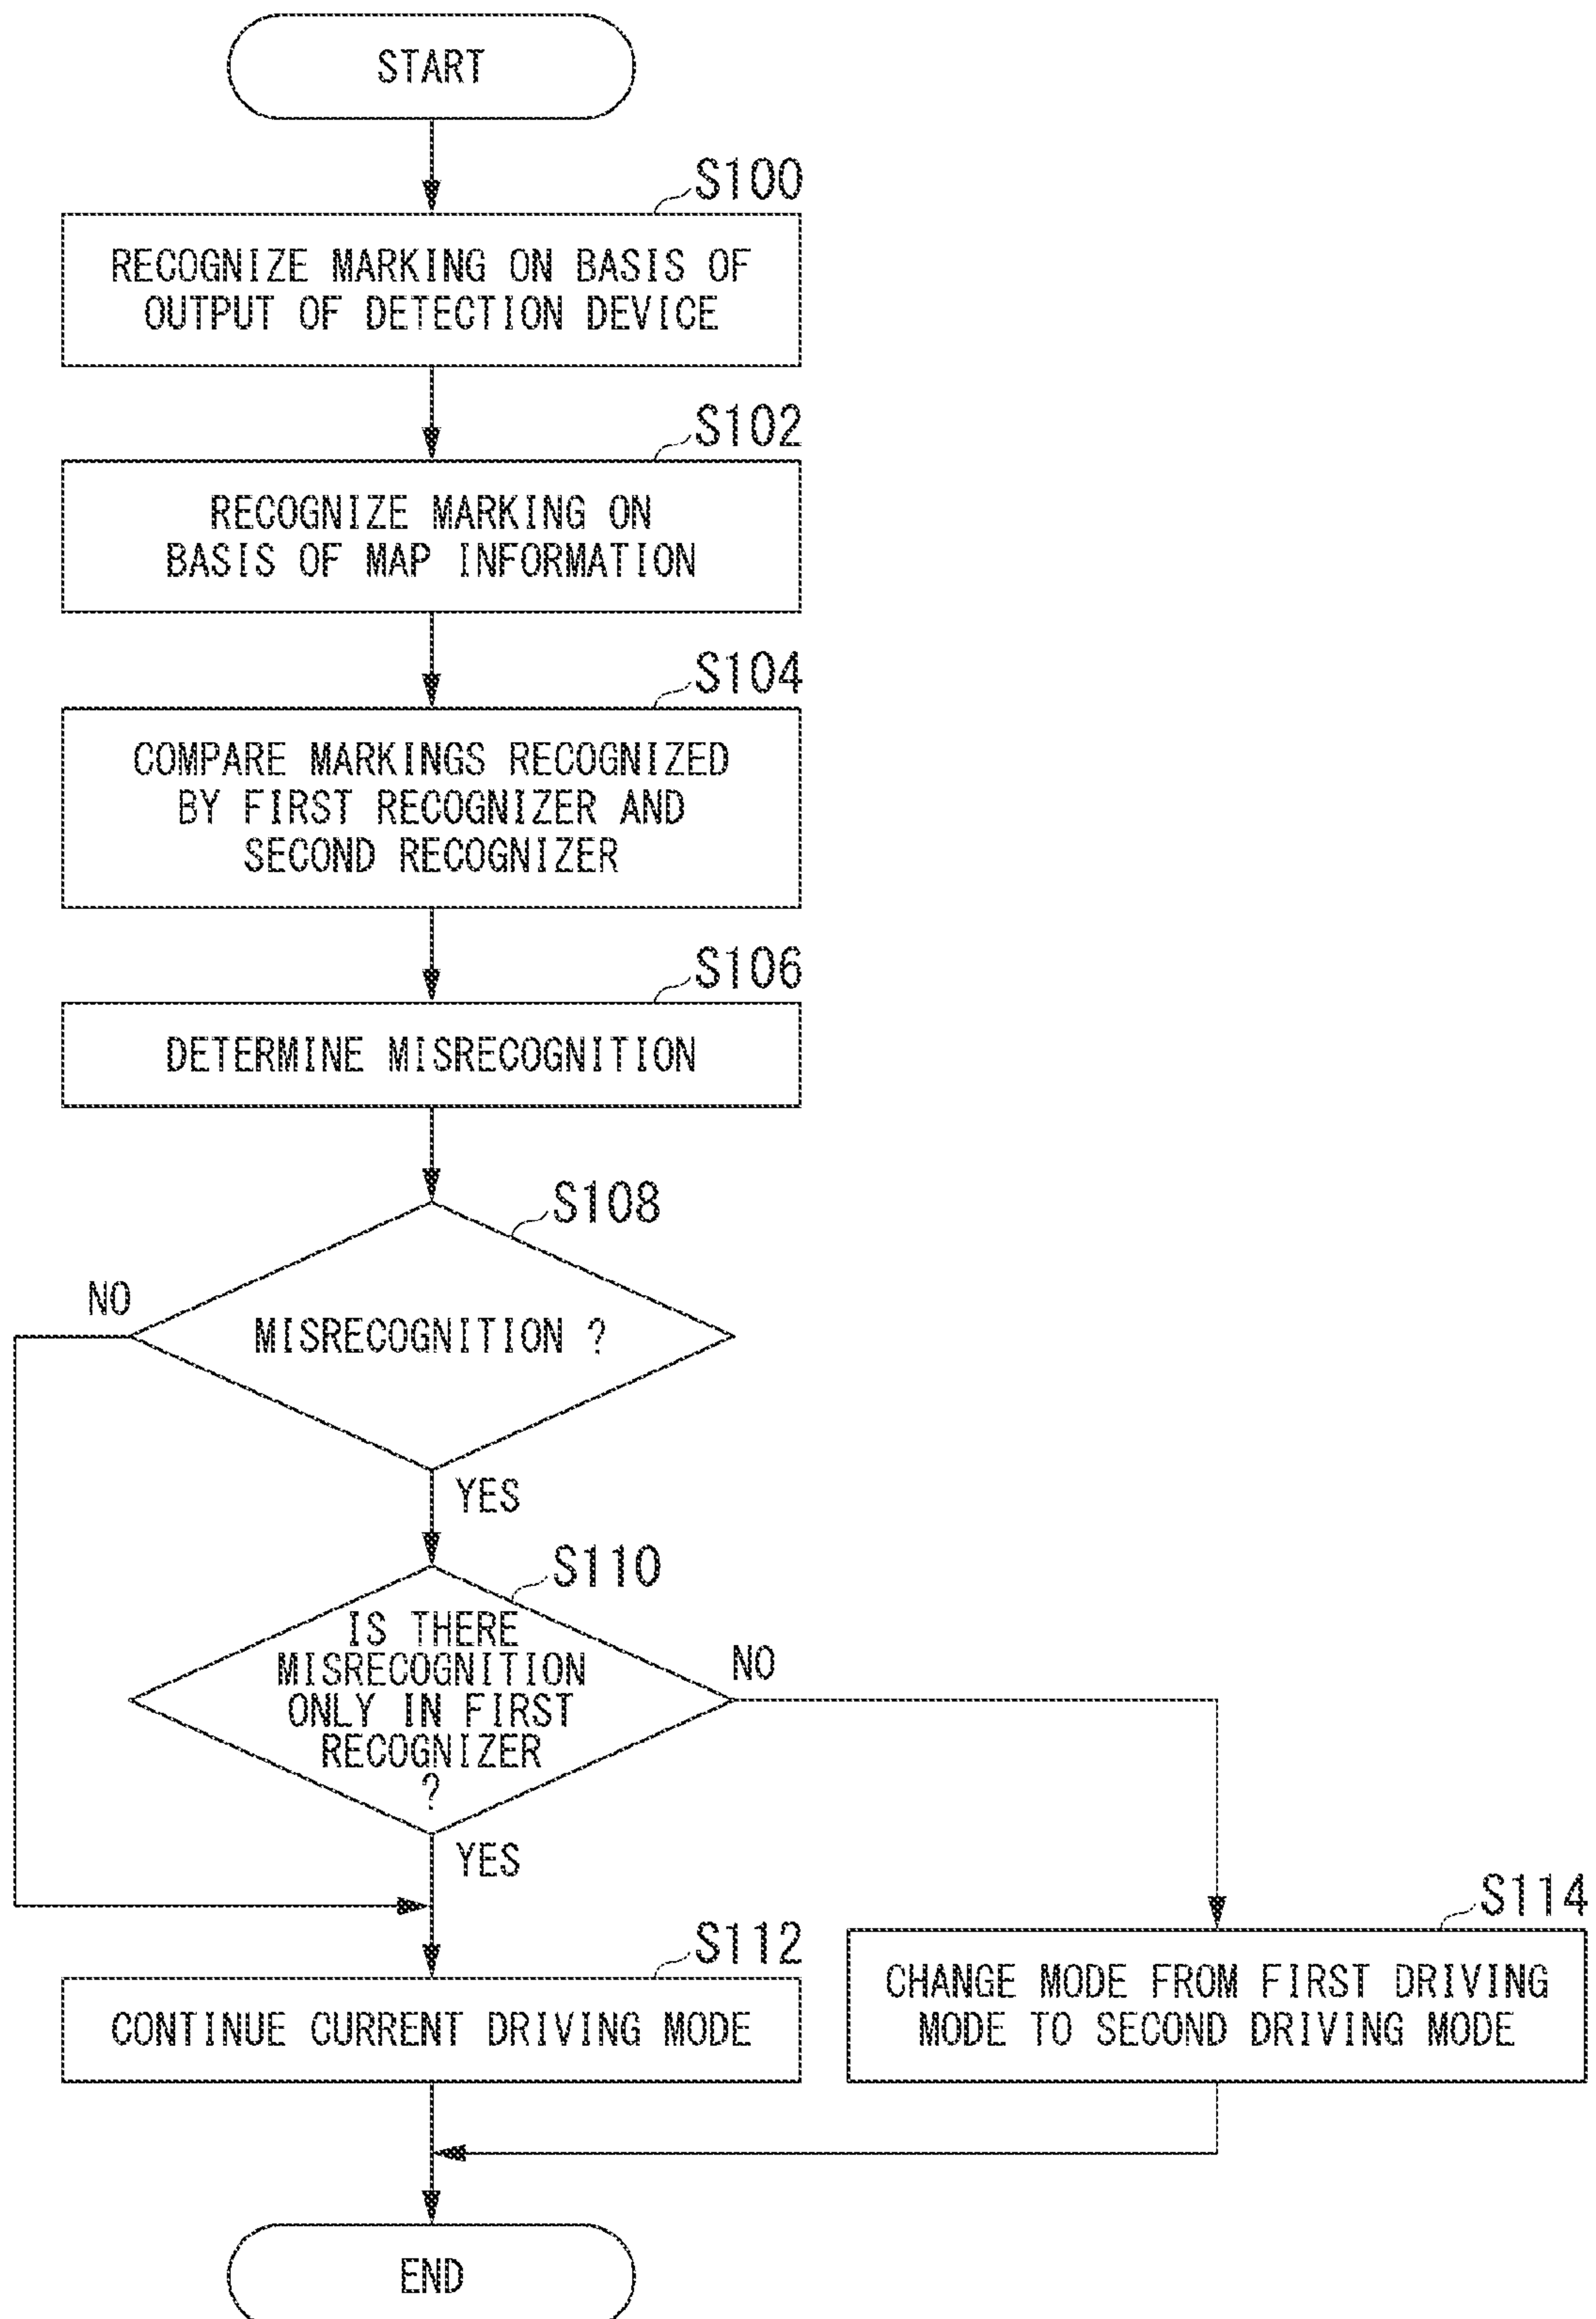 START
S100
RECOGNIZE MARKING ON BASIS OF
OUTPUT OF DETECTION DEVICE
S102
RECOGNIZE MARKING ON
BASIS OF MAP INFORMATION
S104
COMPARE MARKINGS RECOGNIZED
BY FIRST RECOGNIZER AND
SECOND RECOGNIZER
S106
DETERMINE MISRECOGNITION
S108
NO
MISRECOGNITION ?
YES
S110
IS THERE
MISRECOGNITION
ONLY IN FIRST
RECOGNIZER
?
NO
YES
S112
CONTINUE CURRENT DRIVING MODE
S114
CHANGE MODE FROM FIRST DRIVING
MODE TO SECOND DRIVING MODE
END